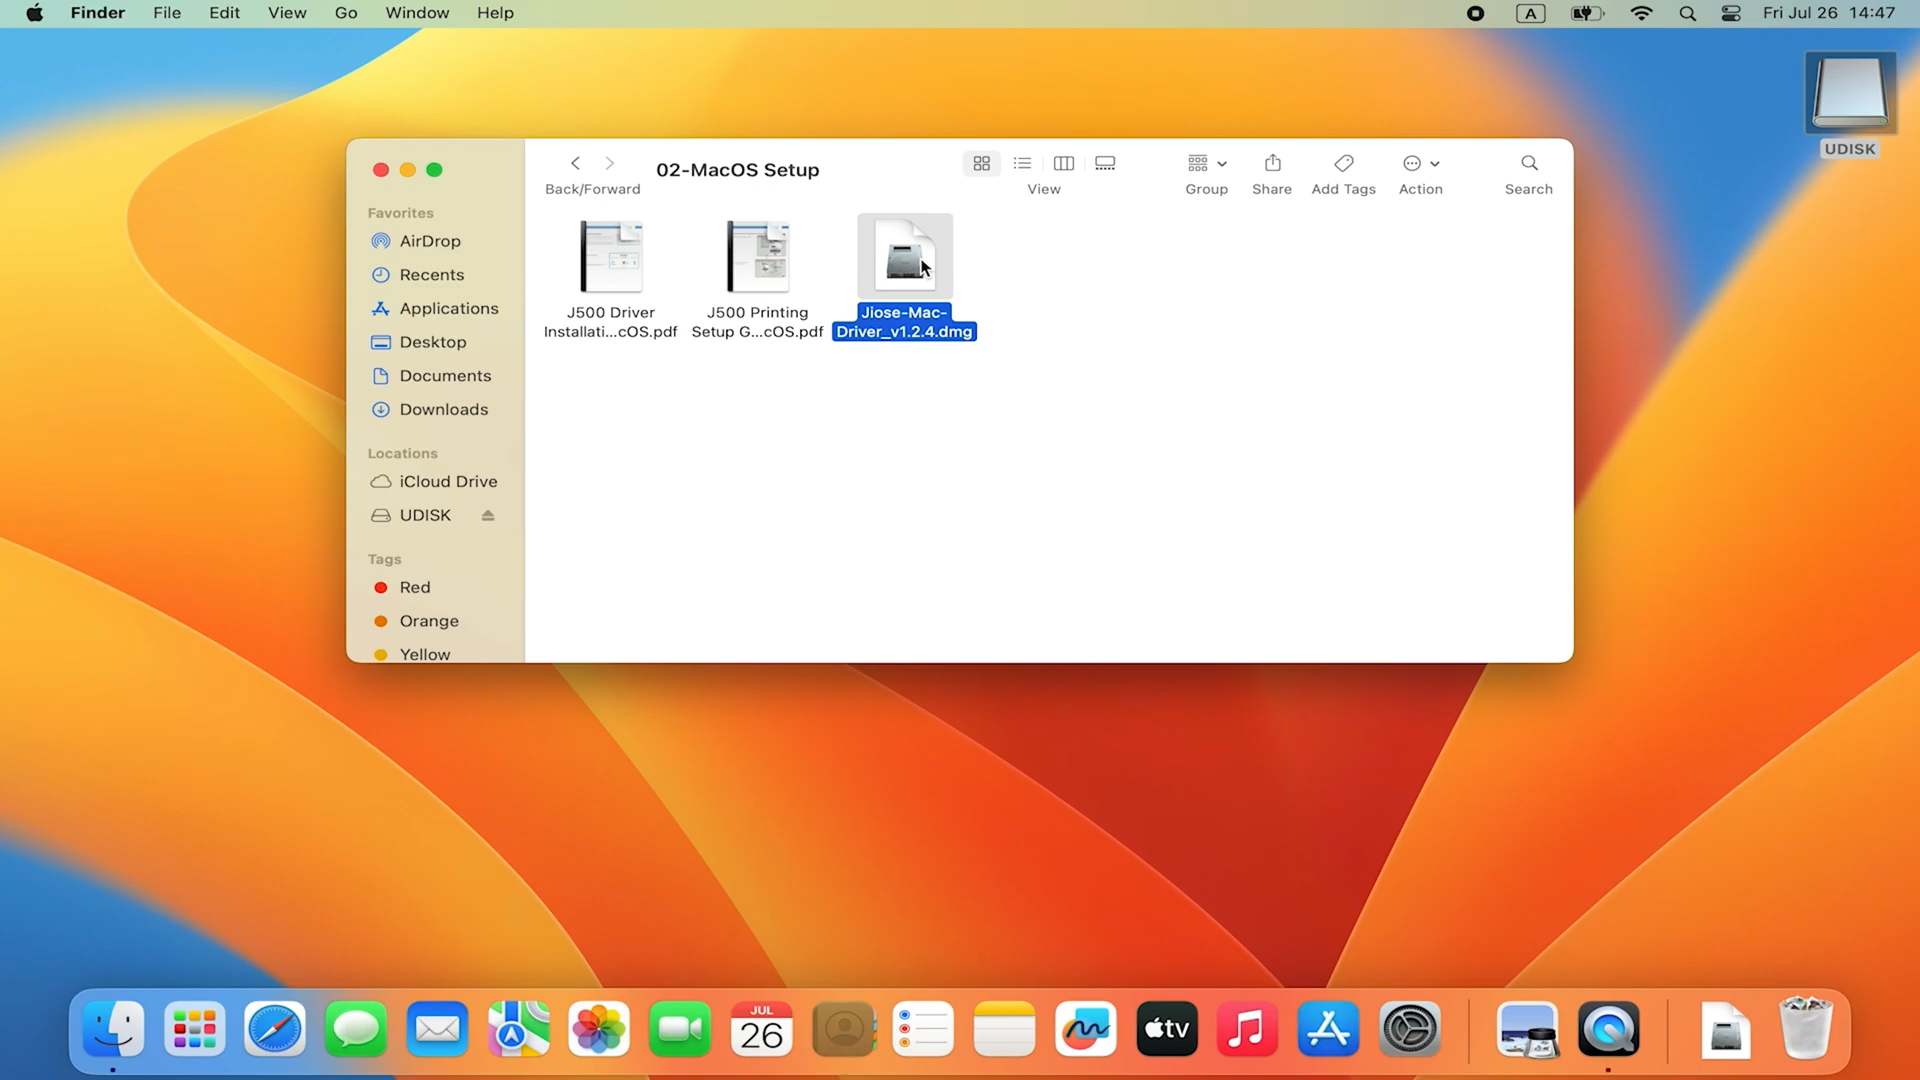 Finder File Edit View Go Window Help
A
Fri Jul 26 14:47
UDISK
02-MacOS Setup
Back/Forward
View
Group
Share
Add Tags
Action
Search
Favorites
AirDrop
Recents
Applications
Desktop
Documents
Downloads
Locations
iCloud Drive
UDISK
Tags
Red
Orange
Yellow
J500 Driver
Installati...cOS.pdf
J500 Printing
Setup G...cOS.pdf
Jiose-Mac-
Driver_v1.2.4.dmg
JUL
26
tv